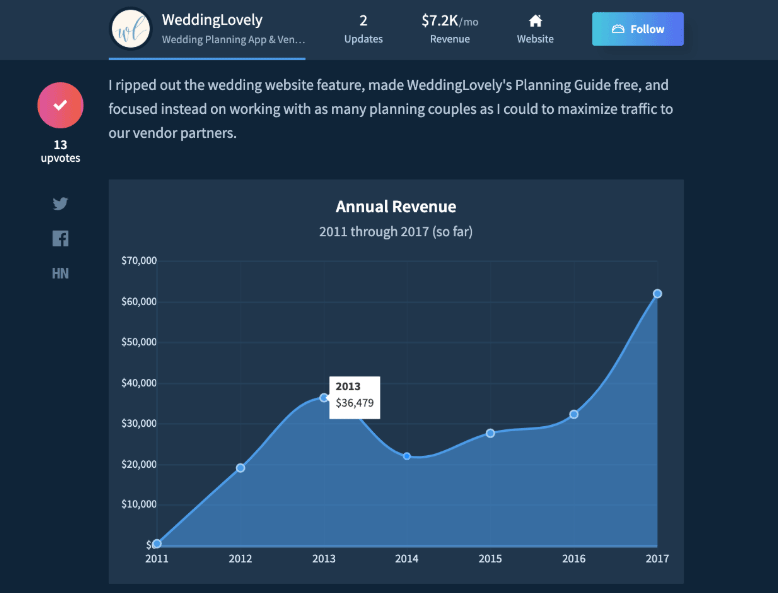 WeddingLovely
Wedding Planning App & Ven...
2
Updates
$7.2K/mo
Revenue
Website
Follow
I ripped out the wedding website feature, made WeddingLovely's Planning Guide free, and
focused instead on working with as many planning couples as I could to maximize traffic to
our vendor partners.
13
upvotes
HN
Annual Revenue
2011 through 2017 (so far)
$70,000
$60,000
$50,000
$40,000
$30,000
$20,000
$10,000
2013
$36,479
2011
2012
2013
2014
2015
2016
2017
wl